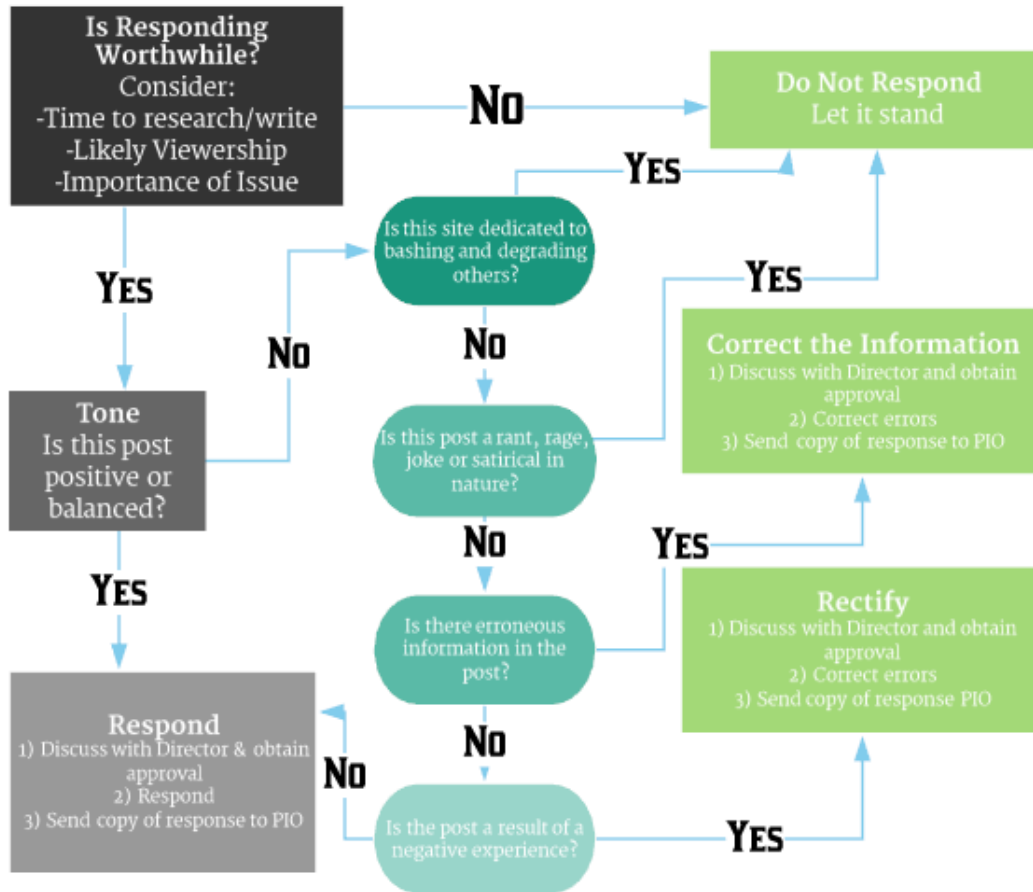 Is Responding
Worthwhile?
Consider:
-Time to research/write
-Likely Viewership
-Importance of Issue
No
Do Not Respond
Let it stand
Yes
Is this site dedicated to
bashing and degrading
others?
Yes
No
No
Yes
Correct the Information
1) Discuss with Director and obtain
approval
2) Correct errors
3) Send copy of response to PIO
Tone
Is this post
positive or
balanced?
Is this post a rant, rage,
joke or satirical in
nature?
Yes
No
Yes
Is there erroneous
information in the
post?
Rectify
1) Discuss with Director and obtain
approval
2) Correct errors
3) Send copy of response PIO
Respond
1) Discuss with Director & obtain
approval
2) Respond
3) Send copy of response to PIO
No
No
Is the post a result of a
negative experience?
Yes